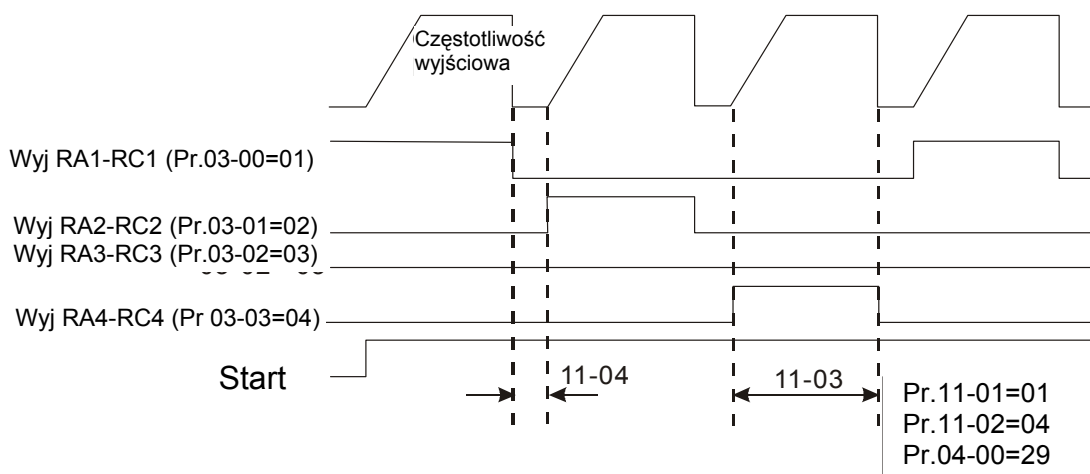 Częstotliwość
wyjściowa
Wyj RA1-RC1 (Pr.03-00=01)
Wyj RA2-RC2 (Pr.03-01=02)
Wyj RA3-RC3 (Pr.03-02=03)
Wyj RA4-RC4 (Pr 03-03=04)
Start
11-04
11-03
Pr.11-01=01
Pr.11-02=04
Pr.04-00=29